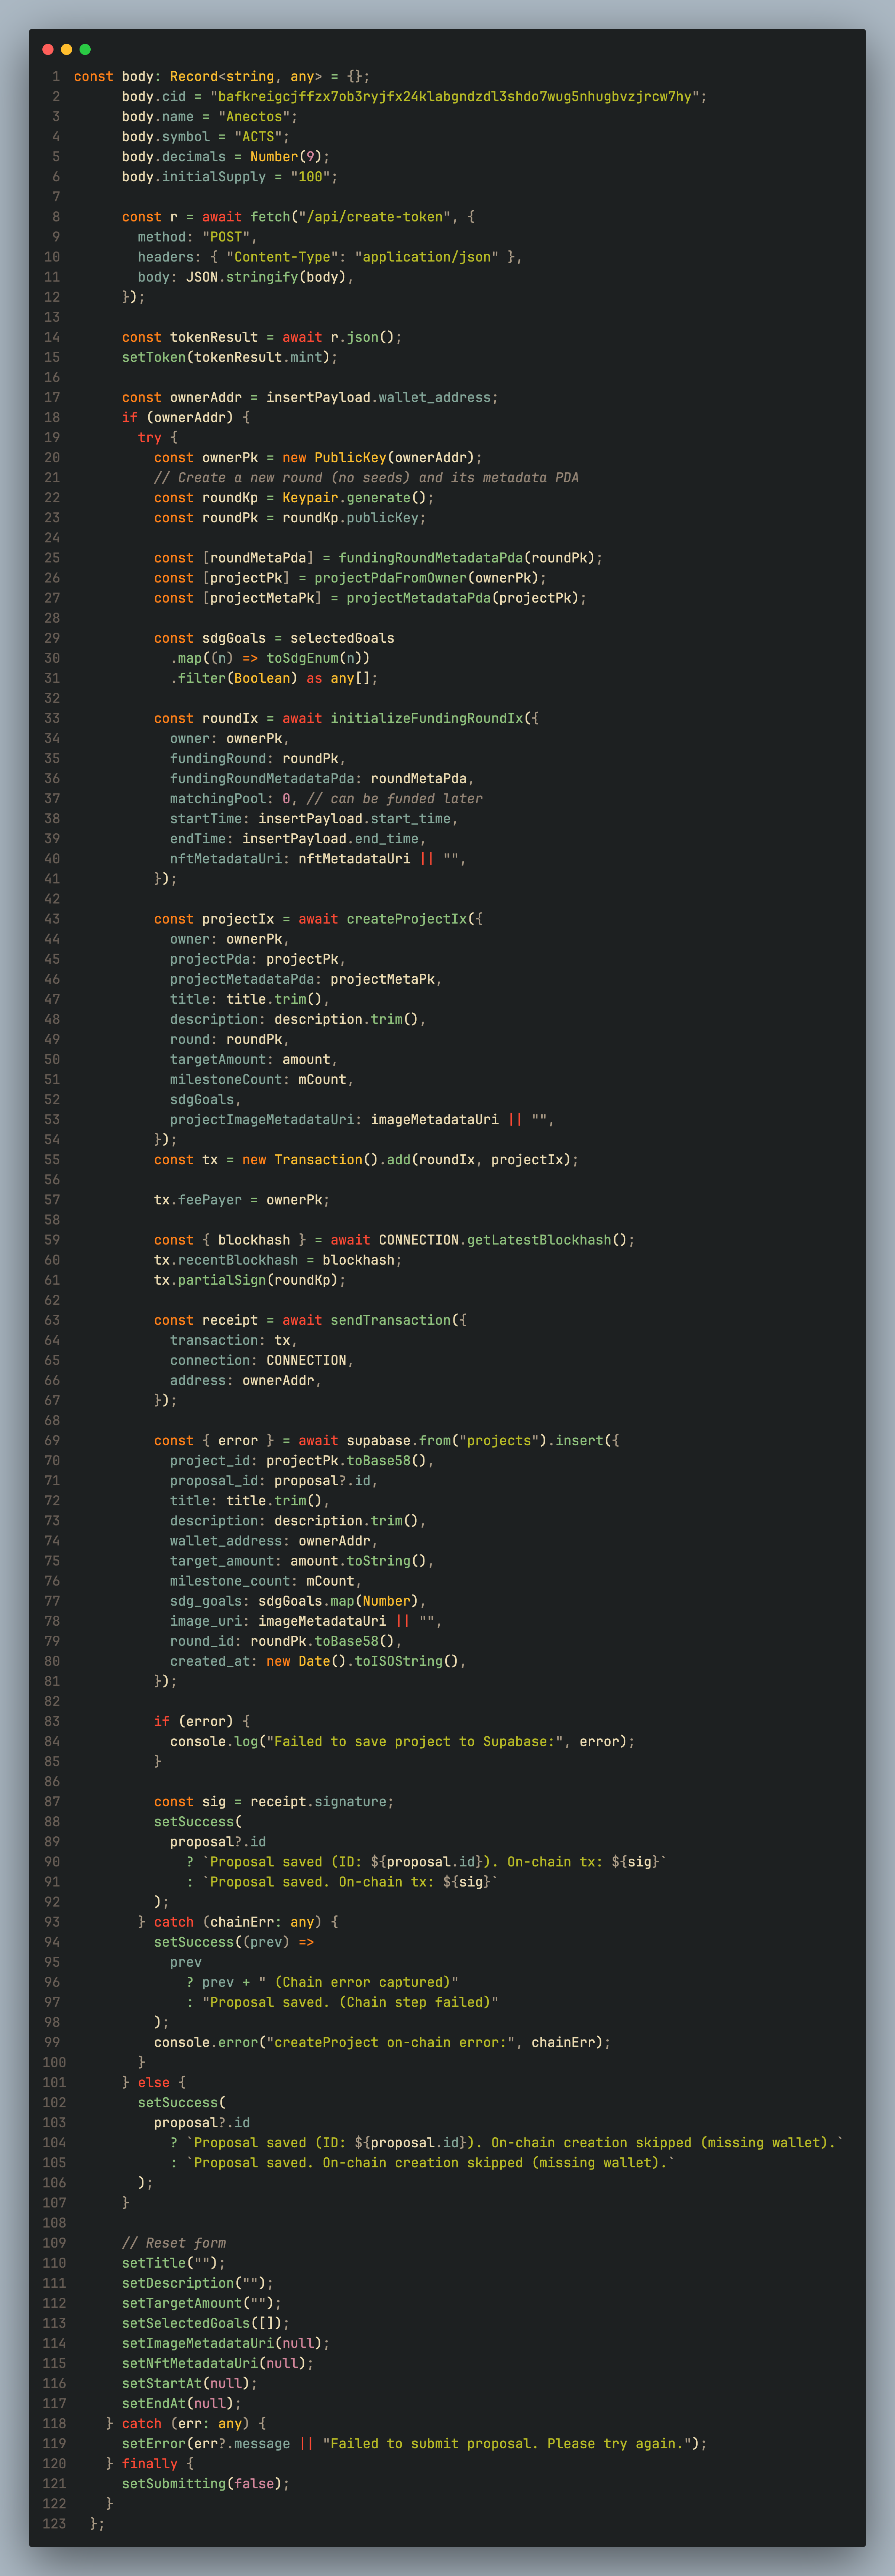 1 const body: Record<string, any> = {};
2 body.cid = "bafkreigcjffzx7ob3ryjfx24klabgndzdl3shdo7wug5nhugbvzjrcw7hy";
3 body.name = "Anectos";
4 body.symbol = "ACTS";
5 body.decimals = Number(9);
6 body.initialSupply = "100";
7
8 const r = await fetch("/api/create-token", {
9 method: "POST",
10 headers: { "Content-Type": "application/json" },
11 body: JSON.stringify(body),
12 });
13
14 const tokenResult = await r.json();
15 setToken(tokenResult.mint);
16
17 const ownerAddr = insertPayload.wallet_address;
18 if (ownerAddr) {
19 try {
20 const ownerPk = new PublicKey(ownerAddr);
21 // Create a new round (no seeds) and its metadata PDA
22 const roundKp = Keypair.generate();
23 const roundPk = roundKp.publicKey;
24
25 const [roundMetaPda] = fundingRoundMetadataPda(roundPk);
26 const [projectPk] = projectPdaFromOwner(ownerPk);
27 const [projectMetaPk] = projectMetadataPda(projectPk);
28
29 const sdgGoals = selectedGoals
30 .map((n) => toSdgEnum(n))
31 .filter(Boolean) as any[];
32
33 const roundIx = await initializeFundingRoundIx({
34 owner: ownerPk,
35 fundingRound: roundPk,
36 fundingRoundMetadataPda: roundMetaPda,
37 matchingPool: 0, // can be funded later
38 startTime: insertPayload.start_time,
39 endTime: insertPayload.end_time,
40 nftMetadataUri: nftMetadataUri || "",
41 });
42
43 const projectIx = await createProjectIx({
44 owner: ownerPk,
45 projectPda: projectPk,
46 projectMetadataPda: projectMetaPk,
47 title: title.trim(),
48 description: description.trim(),
49 round: roundPk,
50 targetAmount: amount,
51 milestoneCount: mCount,
52 sdgGoals,
53 projectImageMetadataUri: imageMetadataUri || "",
54 });
55 const tx = new Transaction().add(roundIx, projectIx);
56
57 tx.feePayer = ownerPk;
58
59 const { blockhash } = await CONNECTION.getLatestBlockhash();
60 tx.recentBlockhash = blockhash;
61 tx.partialSign(roundKp);
62
63 const receipt = await sendTransaction({
64 transaction: tx,
65 connection: CONNECTION,
66 address: ownerAddr,
67 });
68
69 const { error } = await supabase.from("projects").insert({
70 project_id: projectPk.toBase58(),
71 proposal_id: proposal?.id,
72 title: title.trim(),
73 description: description.trim(),
74 wallet_address: ownerAddr,
75 target_amount: amount.toString(),
76 milestone_count: mCount,
77 sdg_goals: sdgGoals.map(Number),
78 image_uri: imageMetadataUri || "",
79 round_id: roundPk.toBase58(),
80 created_at: new Date().toISOString(),
81 });
82
83 if (error) {
84 console.log("Failed to save project to Supabase:", error);
85 }
86
87 const sig = receipt.signature;
88 setSuccess(
89 proposal?.id
90 ? `Proposal saved (ID: ${proposal.id}). On-chain tx: ${sig}`
91 : `Proposal saved. On-chain tx: ${sig}`
92 );
93 } catch (chainErr: any) {
94 setSuccess((prev) =>
95 prev
96 ? prev + " (Chain error captured)"
97 : "Proposal saved. (Chain step failed)"
98 );
99 console.error("createProject on-chain error:", chainErr);
100 }
101 } else {
102 setSuccess(
103 proposal?.id
104 ? `Proposal saved (ID: ${proposal.id}). On-chain creation skipped (missing wallet).`
105 : `Proposal saved. On-chain creation skipped (missing wallet).`
106 );
107 }
108
109 // Reset form
110 setTitle("");
111 setDescription("");
112 setTargetAmount("");
113 setSelectedGoals([]);
114 setImageMetadataUri(null);
115 setNftMetadataUri(null);
116 setStartAt(null);
117 setEndAt(null);
118 } catch (err: any) {
119 setError(err?.message || "Failed to submit proposal. Please try again.");
120 } finally {
121 setSubmitting(false);
122 }
123 };